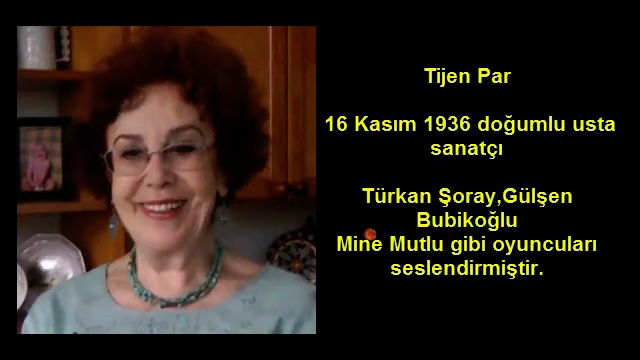 Tijen Par
16 Kasım 1936 doğumlu usta
sanatçı
Türkan Şoray,Gülşen
Bubikoğlu
Mine Mutlu gibi oyuncuları
seslendirmiştir.